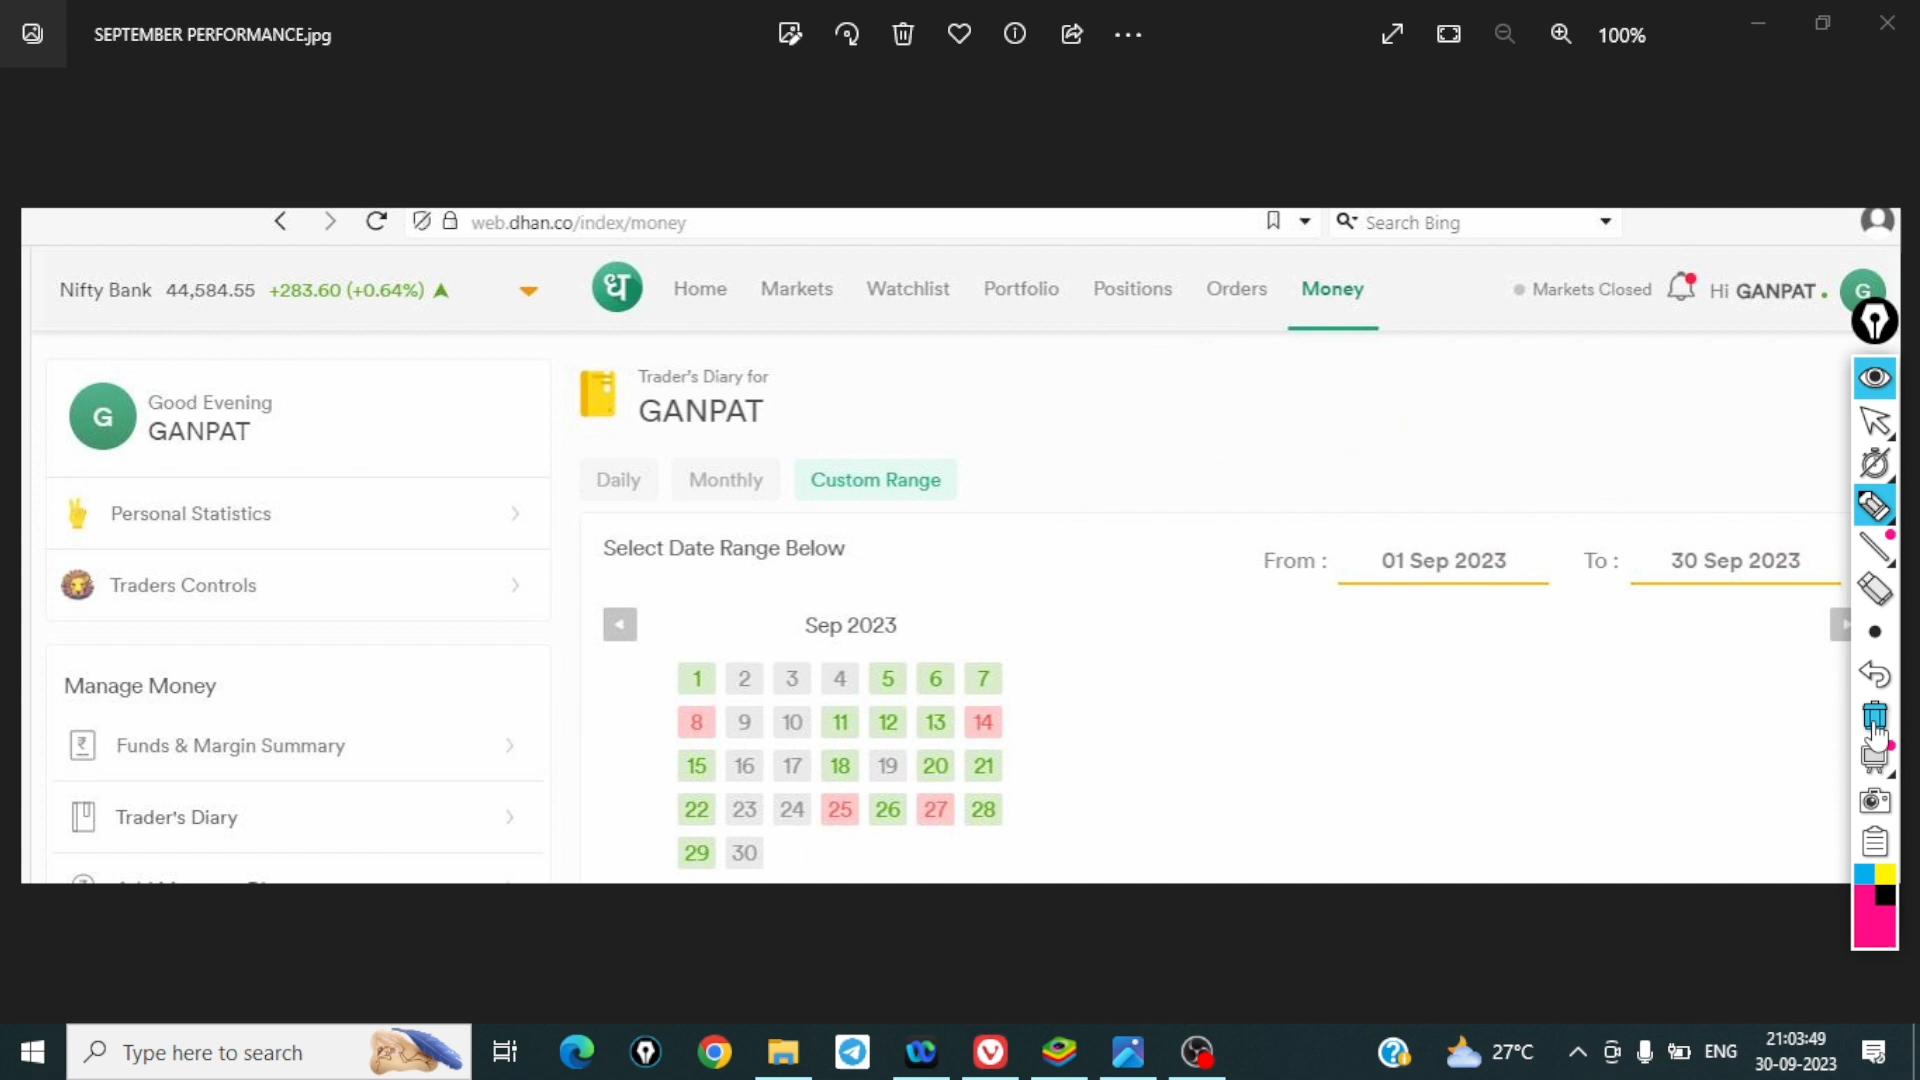 SEPTEMBER PERFORMANCE.jpg
100%
web.dhan.co/index/money
Search Bing
Nifty Bank 44,584.55 +283.60 (+0.64%)
ध Home Markets Watchlist Portfolio Positions Orders Money
Markets Closed Hi GANPAT . G
G Good Evening
GANPAT
Personal Statistics
Traders Controls
Manage Money
₹ Funds & Margin Summary
Trader's Diary
Trader's Diary for
GANPAT
Daily Monthly Custom Range
Select Date Range Below
From : 01 Sep 2023 To : 30 Sep 2023
Sep 2023
1 2 3 4 5 6 7
8 9 10 11 12 13 14
15 16 17 18 19 20 21
22 23 24 25 26 27 28
29 30
Type here to search
27°C
ENG
21:03:49
30-09-2023